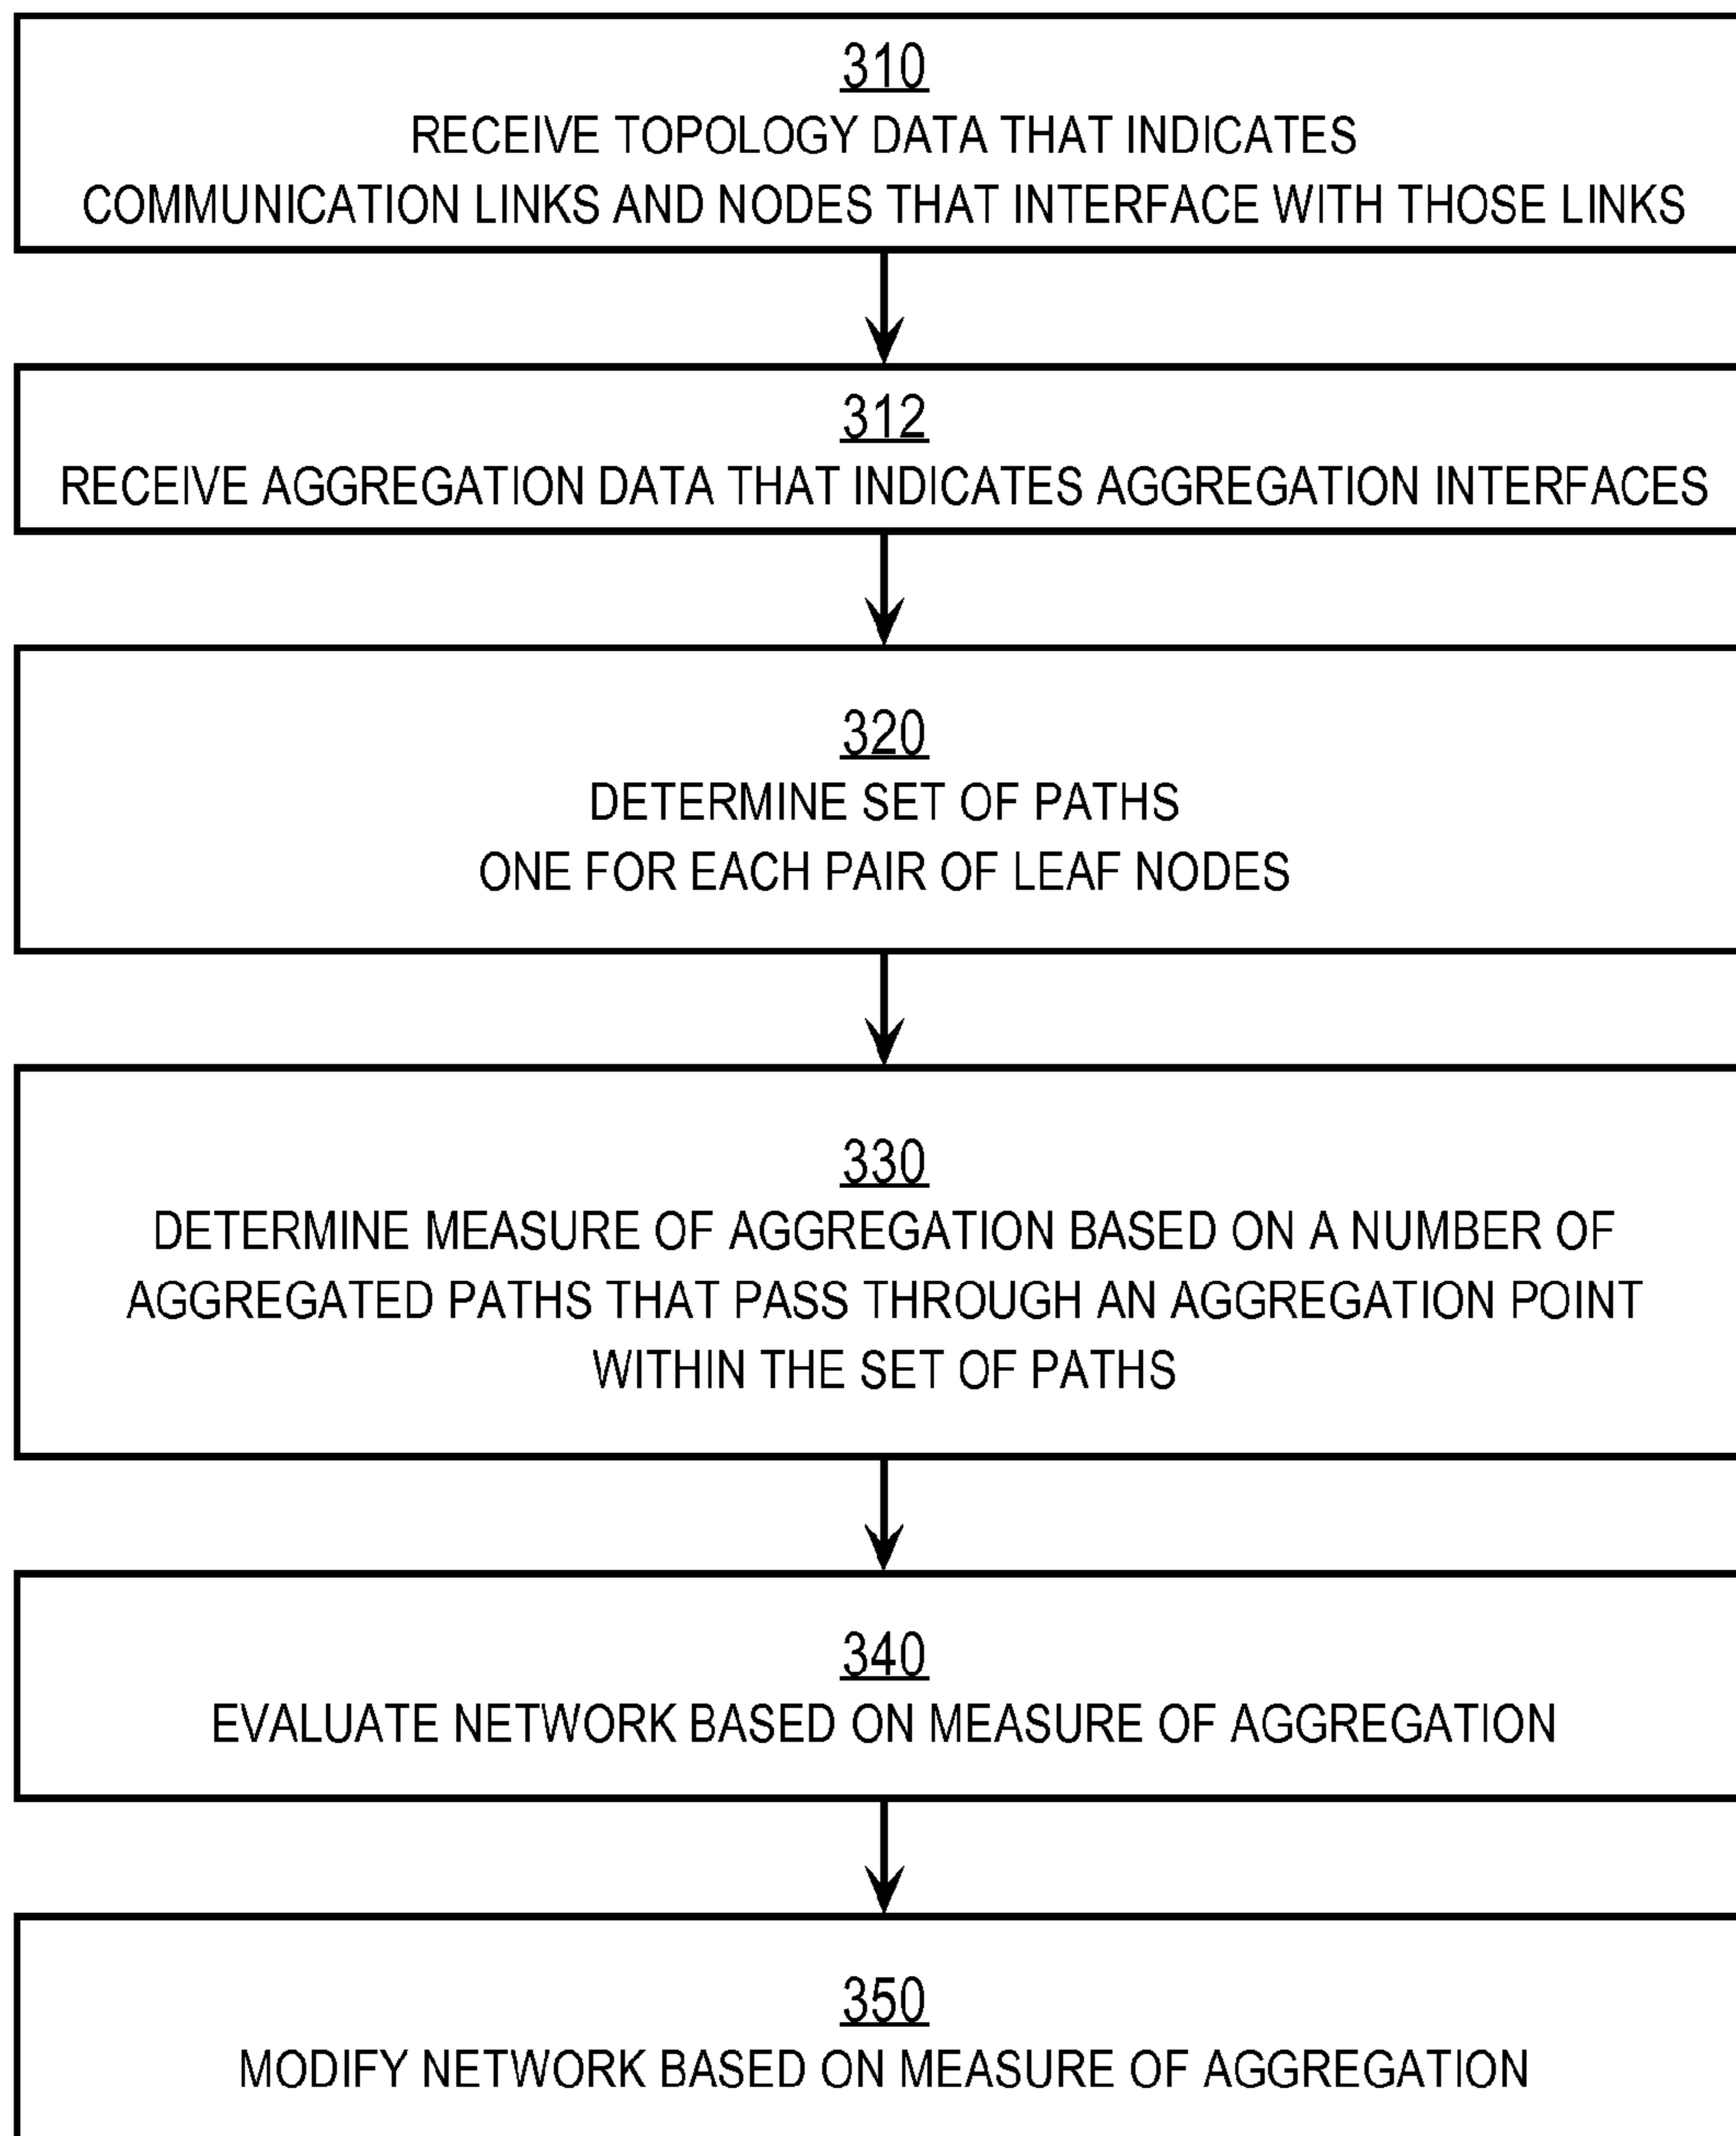 310
RECEIVE TOPOLOGY DATA THAT INDICATES
COMMUNICATION LINKS AND NODES THAT INTERFACE WITH THOSE LINKS
312
RECEIVE AGGREGATION DATA THAT INDICATES AGGREGATION INTERFACES
320
DETERMINE SET OF PATHS
ONE FOR EACH PAIR OF LEAF NODES
330
DETERMINE MEASURE OF AGGREGATION BASED ON A NUMBER OF
AGGREGATED PATHS THAT PASS THROUGH AN AGGREGATION POINT
WITHIN THE SET OF PATHS
340
EVALUATE NETWORK BASED ON MEASURE OF AGGREGATION
350
MODIFY NETWORK BASED ON MEASURE OF AGGREGATION